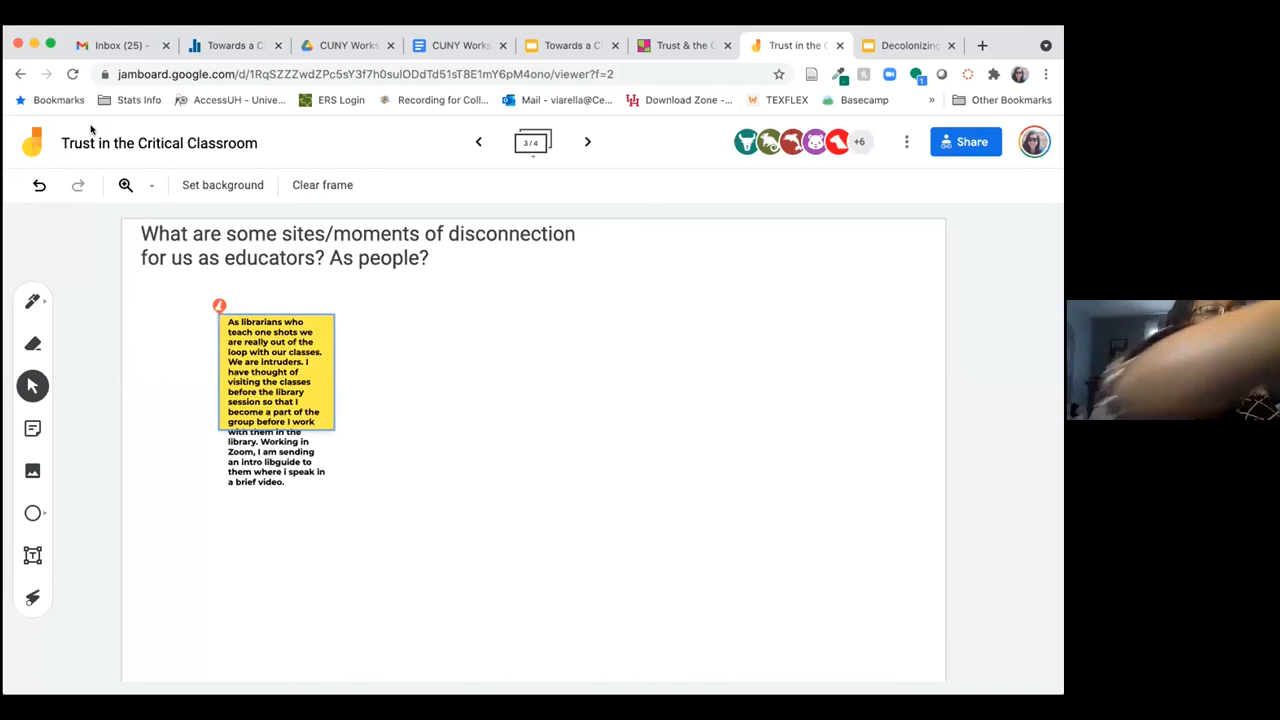 Inbox (25) -
Towards a C
CUNY Works
CUNY Works
Towards a C
Trust & the C
Trust in the C
Decolonizing
jamboard.google.com/d/1RqSZZZwdZPc5sY3f7h0sulODdTd51sT8E1mY6pM4ono/viewer?f=2
Bookmarks
Stats Info
AccessUH - Unive...
ERS Login
Recording for Coll...
Mail - viarella@Ce...
Download Zone -...
TEXFLEX
Basecamp
»
Other Bookmarks
Trust in the Critical Classroom
3 / 4
+6
Share
Set background
Clear frame
What are some sites/moments of disconnection
for us as educators? As people?
As librarians who
teach one shots we
are really out of the
loop with our classes.
We are intruders. I
have thought of
visiting the classes
before the library
session so that I
become a part of the
group before I work
with them in the
library. Working in
Zoom, I am sending
an intro libguide to
them where i speak in
a brief video.